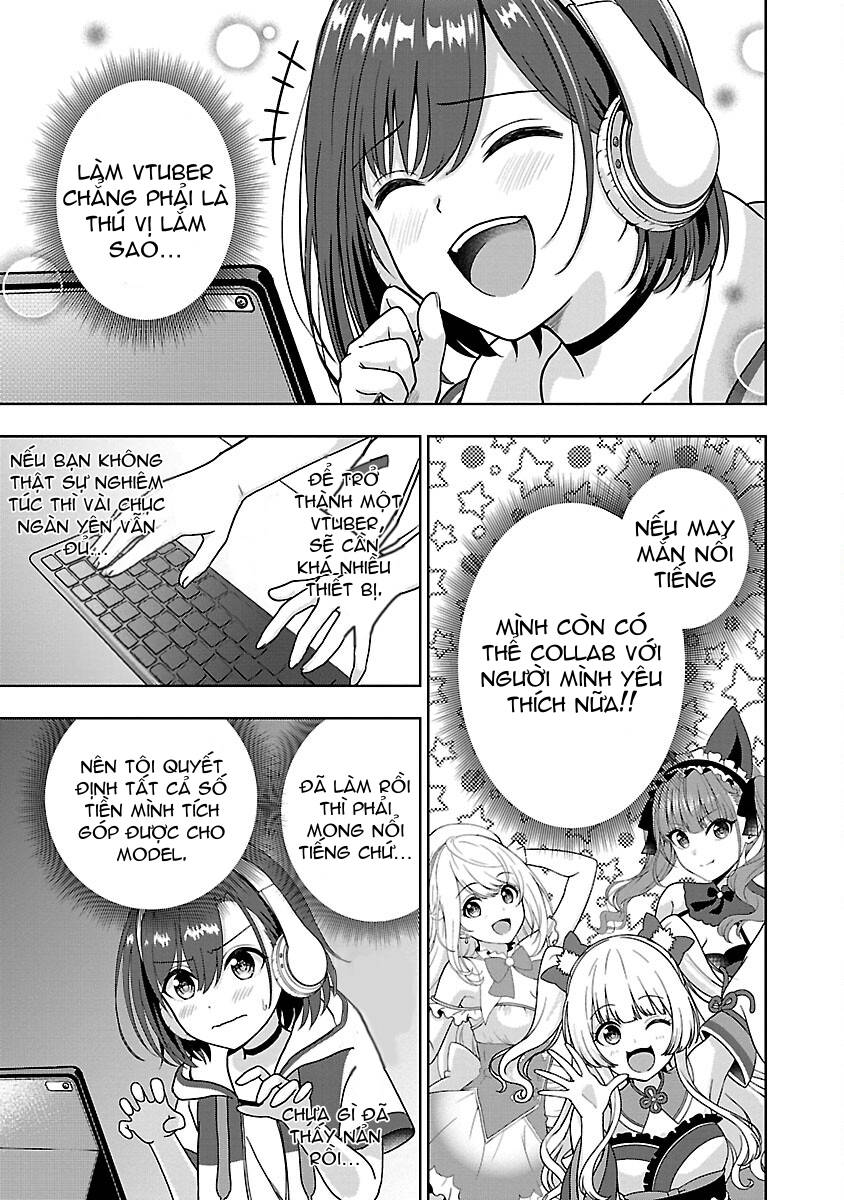 LÀM VTUBER
CHẲNG PHẢI LÀ
THÚ VỊ LẮM
SAO...
NẾU MAY
MẮN NỔI
TIẾNG
MÌNH CÒN CÓ
THỂ COLLAB VỚI
NGƯỜI MÌNH YÊU
THÍCH NỮA!!
ĐỂ TRỞ
THÀNH MỘT
VTUBER,
SẼ CẦN
KHÁ NHIỀU
THIẾT BỊ.
NẾU BẠN KHÔNG
THẬT SỰ NGHIÊM
TÚC THÌ VÀI CHỤC
NGÀN YÊN VẪN
ĐỦ...
ĐÃ LÀM RỒI
THÌ PHẢI
MONG NỔI
TIẾNG CHỨ...
NÊN TÔI QUYẾT
ĐỊNH TẤT CẢ SỐ
TIỀN MÌNH TÍCH
GÓP ĐƯỢC CHO
MODEL.
CHƯA GÌ ĐÃ
THẤY NẢN
RỒI...